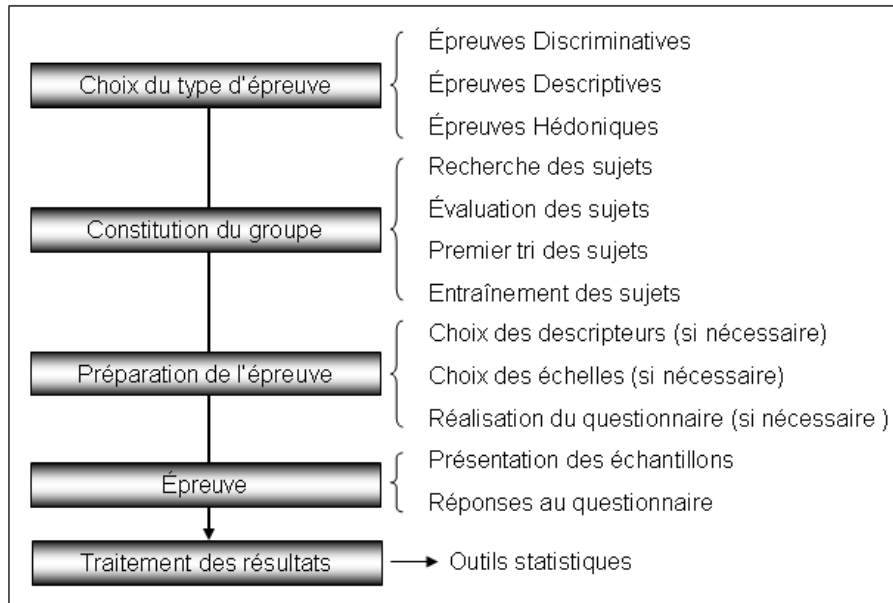 Choix du type d'épreuve
Épreuves Discriminatives
Épreuves Descriptives
Épreuves Hédoniques
Constitution du groupe
Recherche des sujets
Évaluation des sujets
Premier tri des sujets
Entraînement des sujets
Préparation de l'épreuve
Choix des descripteurs (si nécessaire)
Choix des échelles (si nécessaire)
Réalisation du questionnaire (si nécessaire )
Épreuve
Présentation des échantillons
Réponses au questionnaire
Traitement des résultats
Outils statistiques